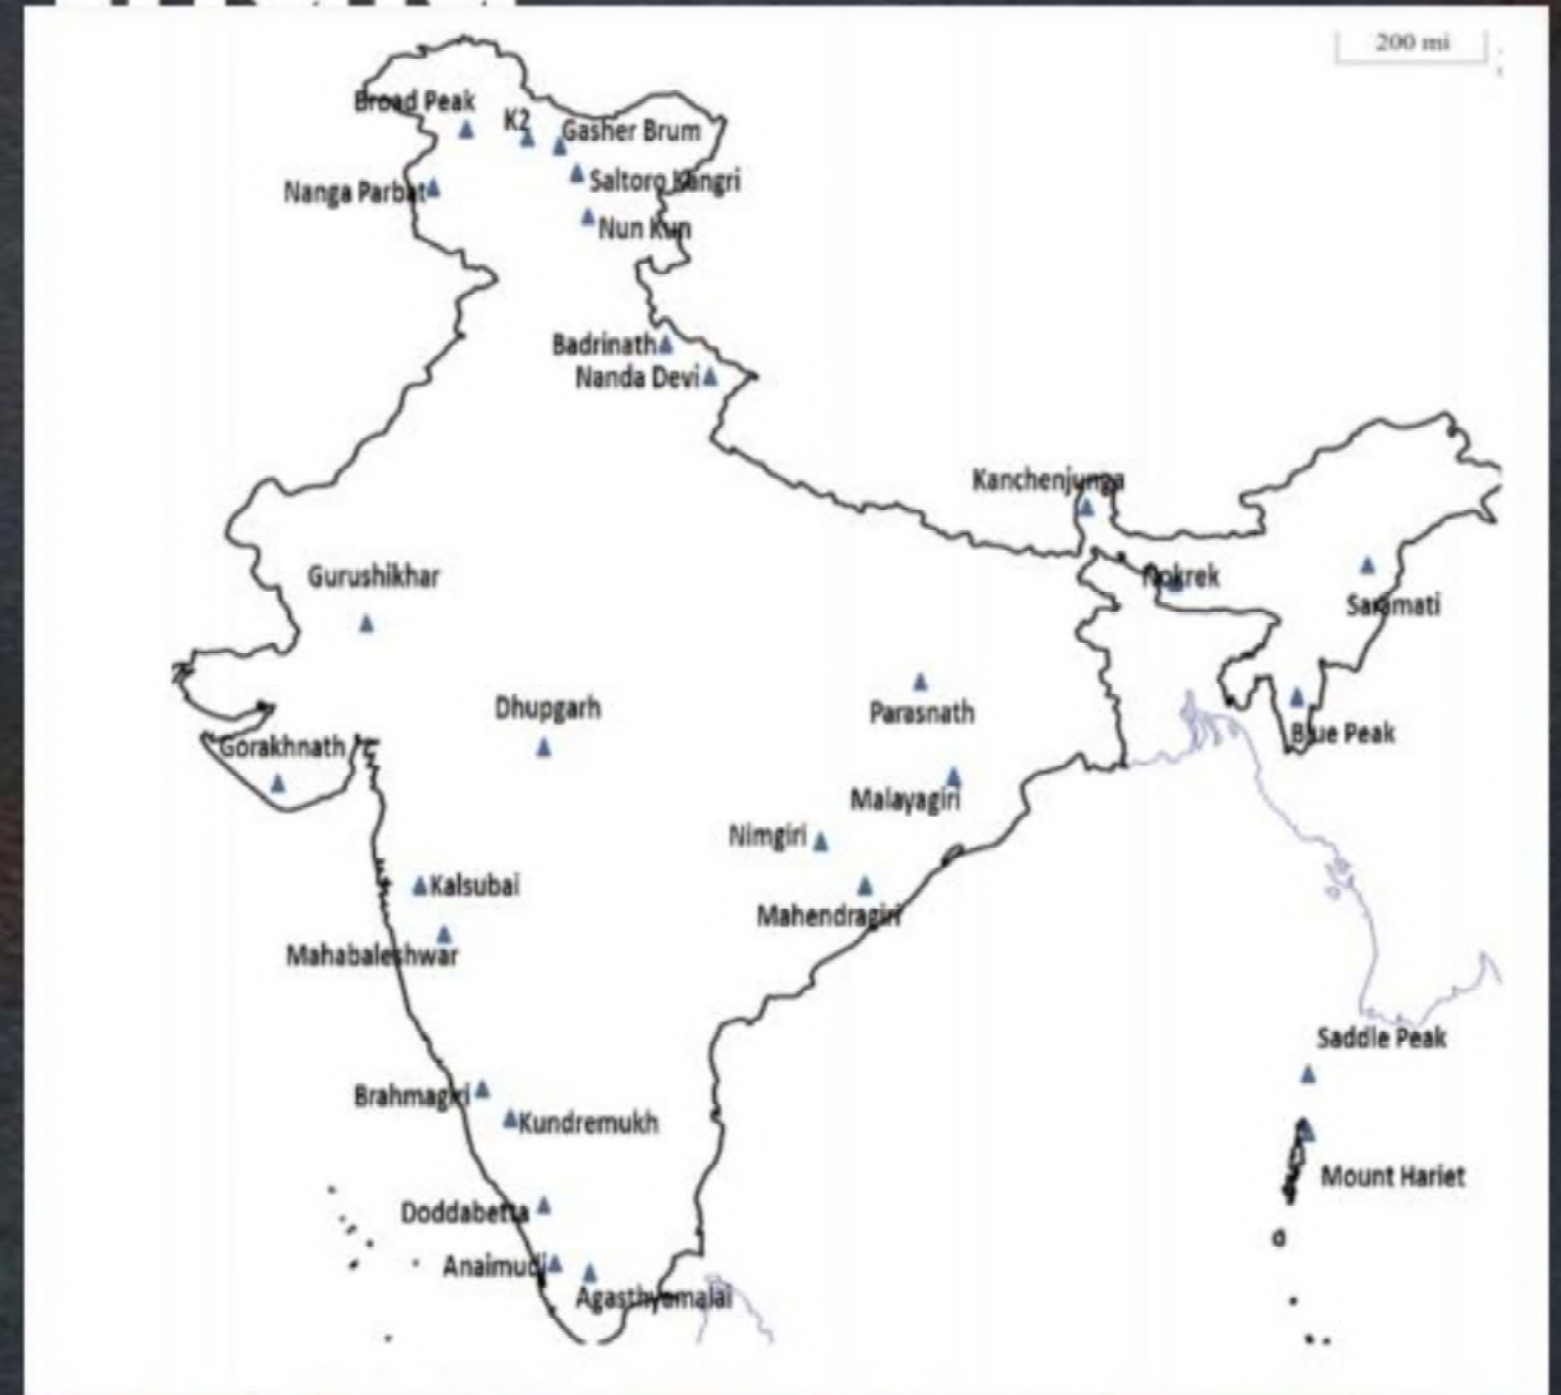 200 mi
Broad Peak
K2
Gasher Brum
Saltoro Kangri
Nanga Parbat
Nun Kun
Badrinath
Nanda Devi
Kanchenjunga
Gurushikhar
Nokrek
Saramati
Dhupgarh
Parasnath
Gorakhnath
Blue Peak
Malayagiri
Nimgiri
Kalsubai
Mahendragiri
Mahabaleshwar
Saddle Peak
Brahmagiri
Kundremukh
Mount Hariet
Doddabetta
Anaimudi
Agasthyamalai